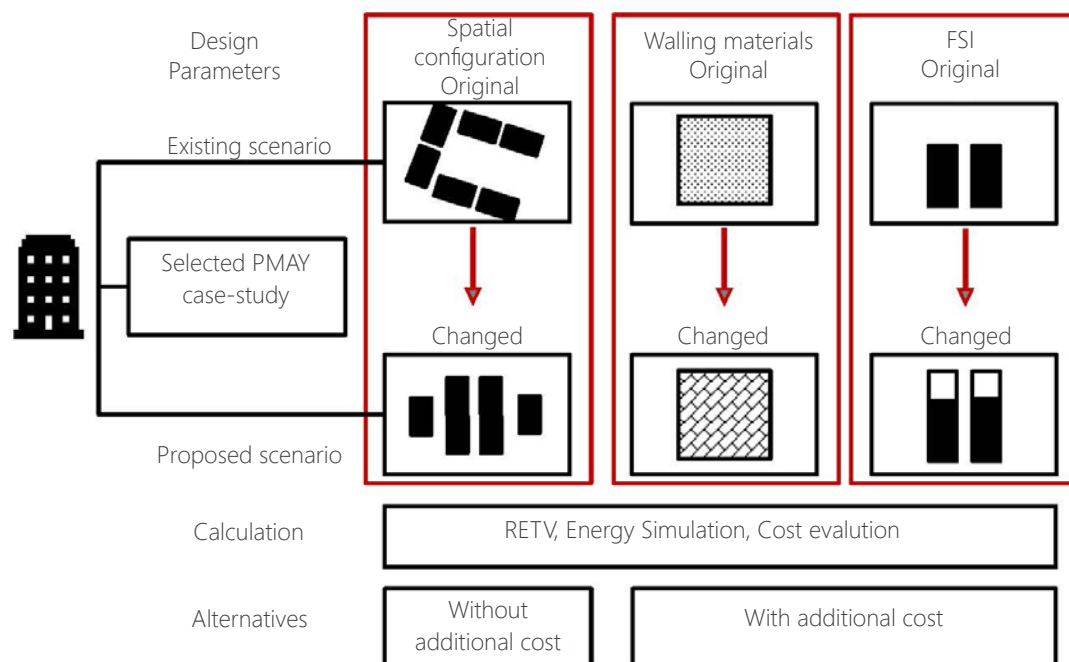 Design
Parameters
Spatial
configuration
Original
Walling materials
Original
FSI
Original
Existing scenario
Selected PMAY
case-study
Changed
Changed
Changed
Proposed scenario
Calculation
RETV, Energy Simulation, Cost evalution
Alternatives
Without
additional cost
With additional cost